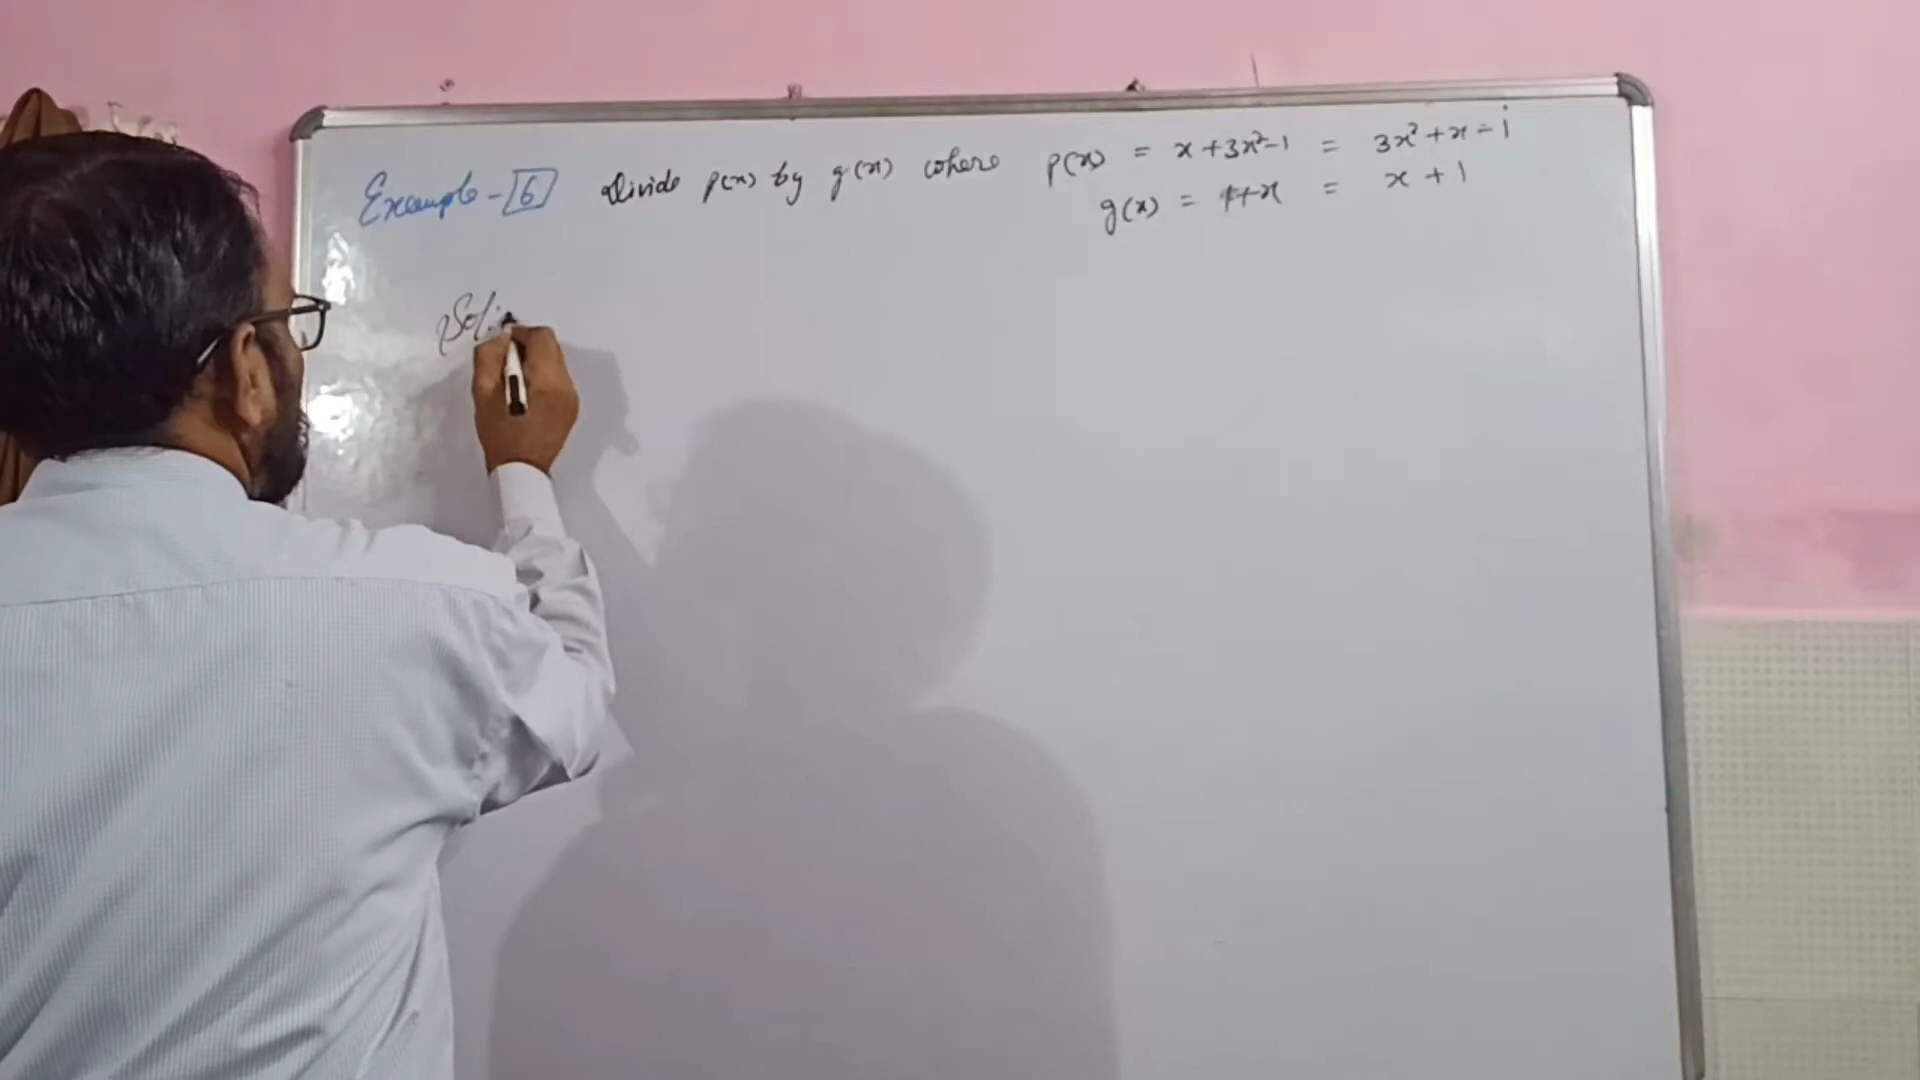 Example-6 Divide p(x) by g(x) where p(x) = x+3x²-1 = 3x²+x-1
g(x) = 1+x = x+1
Sol: